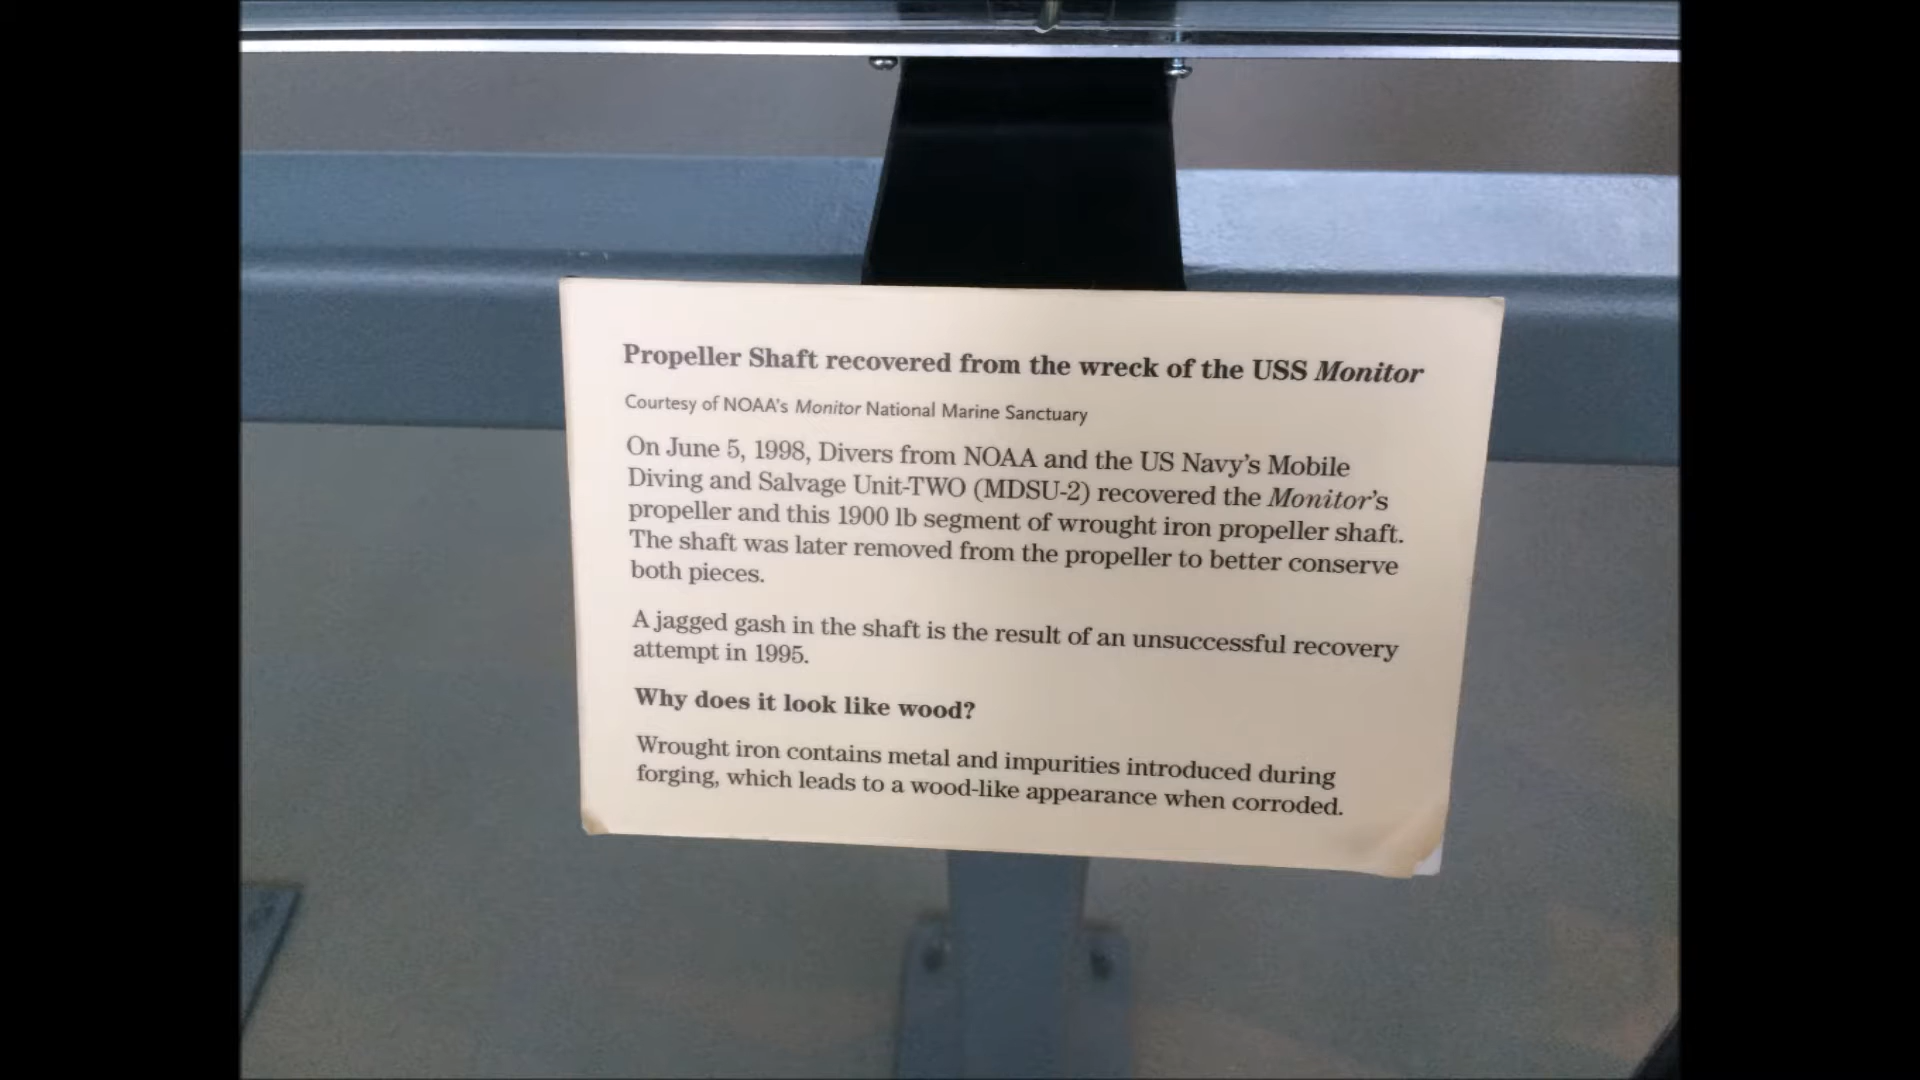 Propeller Shaft recovered from the wreck of the USS Monitor
Courtesy of NOAA's Monitor National Marine Sanctuary
On June 5, 1998, Divers from NOAA and the US Navy's Mobile
Diving and Salvage Unit-TWO (MDSU-2) recovered the Monitor's
propeller and this 1900 lb segment of wrought iron propeller shaft.
The shaft was later removed from the propeller to better conserve
both pieces.
A jagged gash in the shaft is the result of an unsuccessful recovery
attempt in 1995.
Why does it look like wood?
Wrought iron contains metal and impurities introduced during
forging, which leads to a wood-like appearance when corroded.